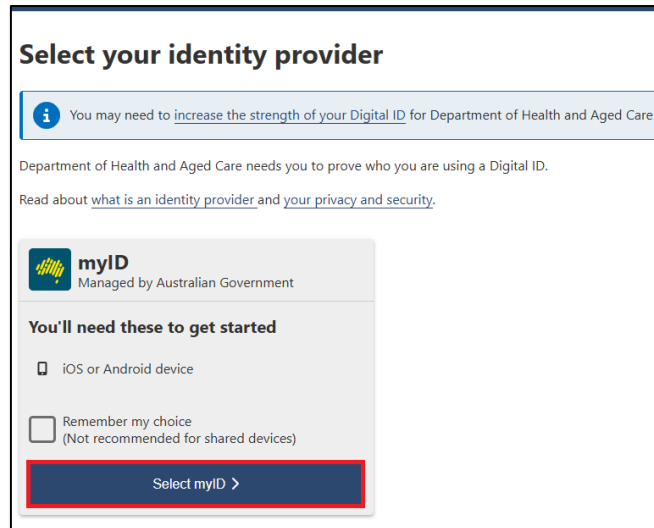 Select your identity provider
You may need to increase the strength of your Digital ID for Department of Health and Aged Care
Department of Health and Aged Care needs you to prove who you are using a Digital ID.
Read about what is an identity provider and your privacy and security.
myID
Managed by Australian Government
You'll need these to get started
iOS or Android device
Remember my choice
(Not recommended for shared devices)
Select myID